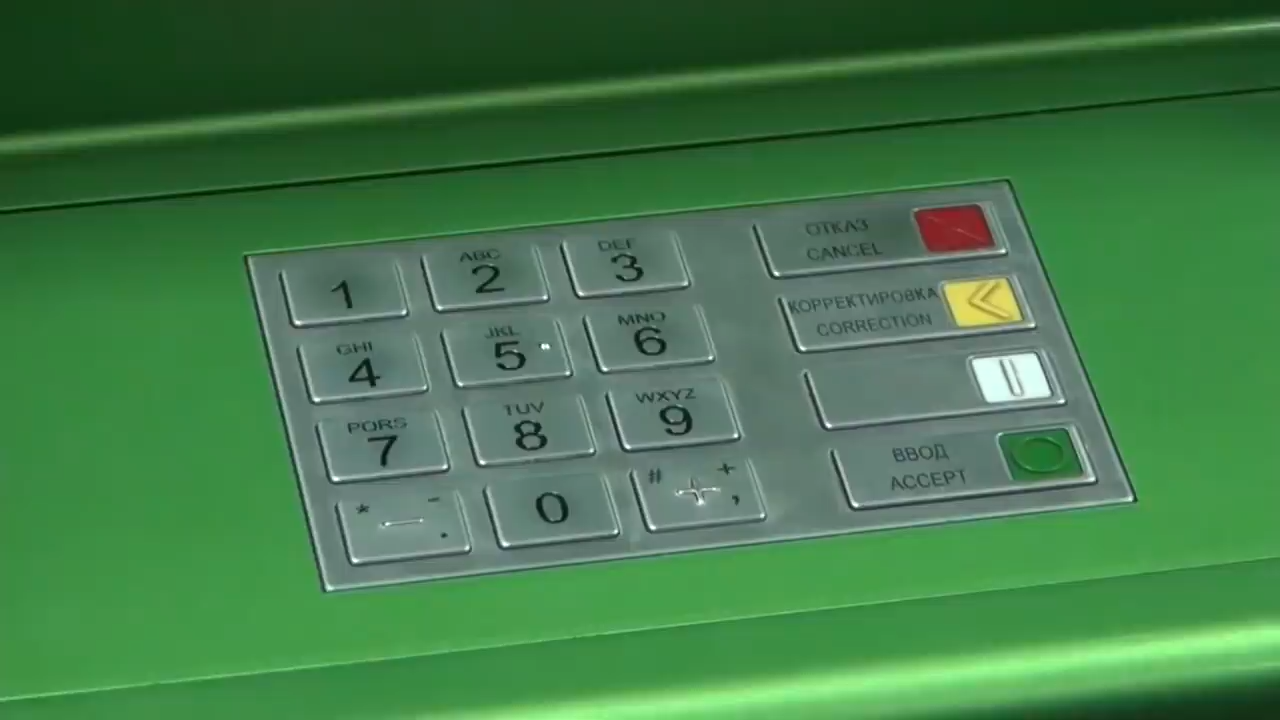 1
ABC
2
DEF
3
ОТКАЗ
CANCEL
GHI
4
JKL
5
MNO
6
КОРРЕКТИРОВКА
CORRECTION
PQRS
7
TUV
8
WXYZ
9
* - .
0
# + ,
ВВОД
ACCEPT